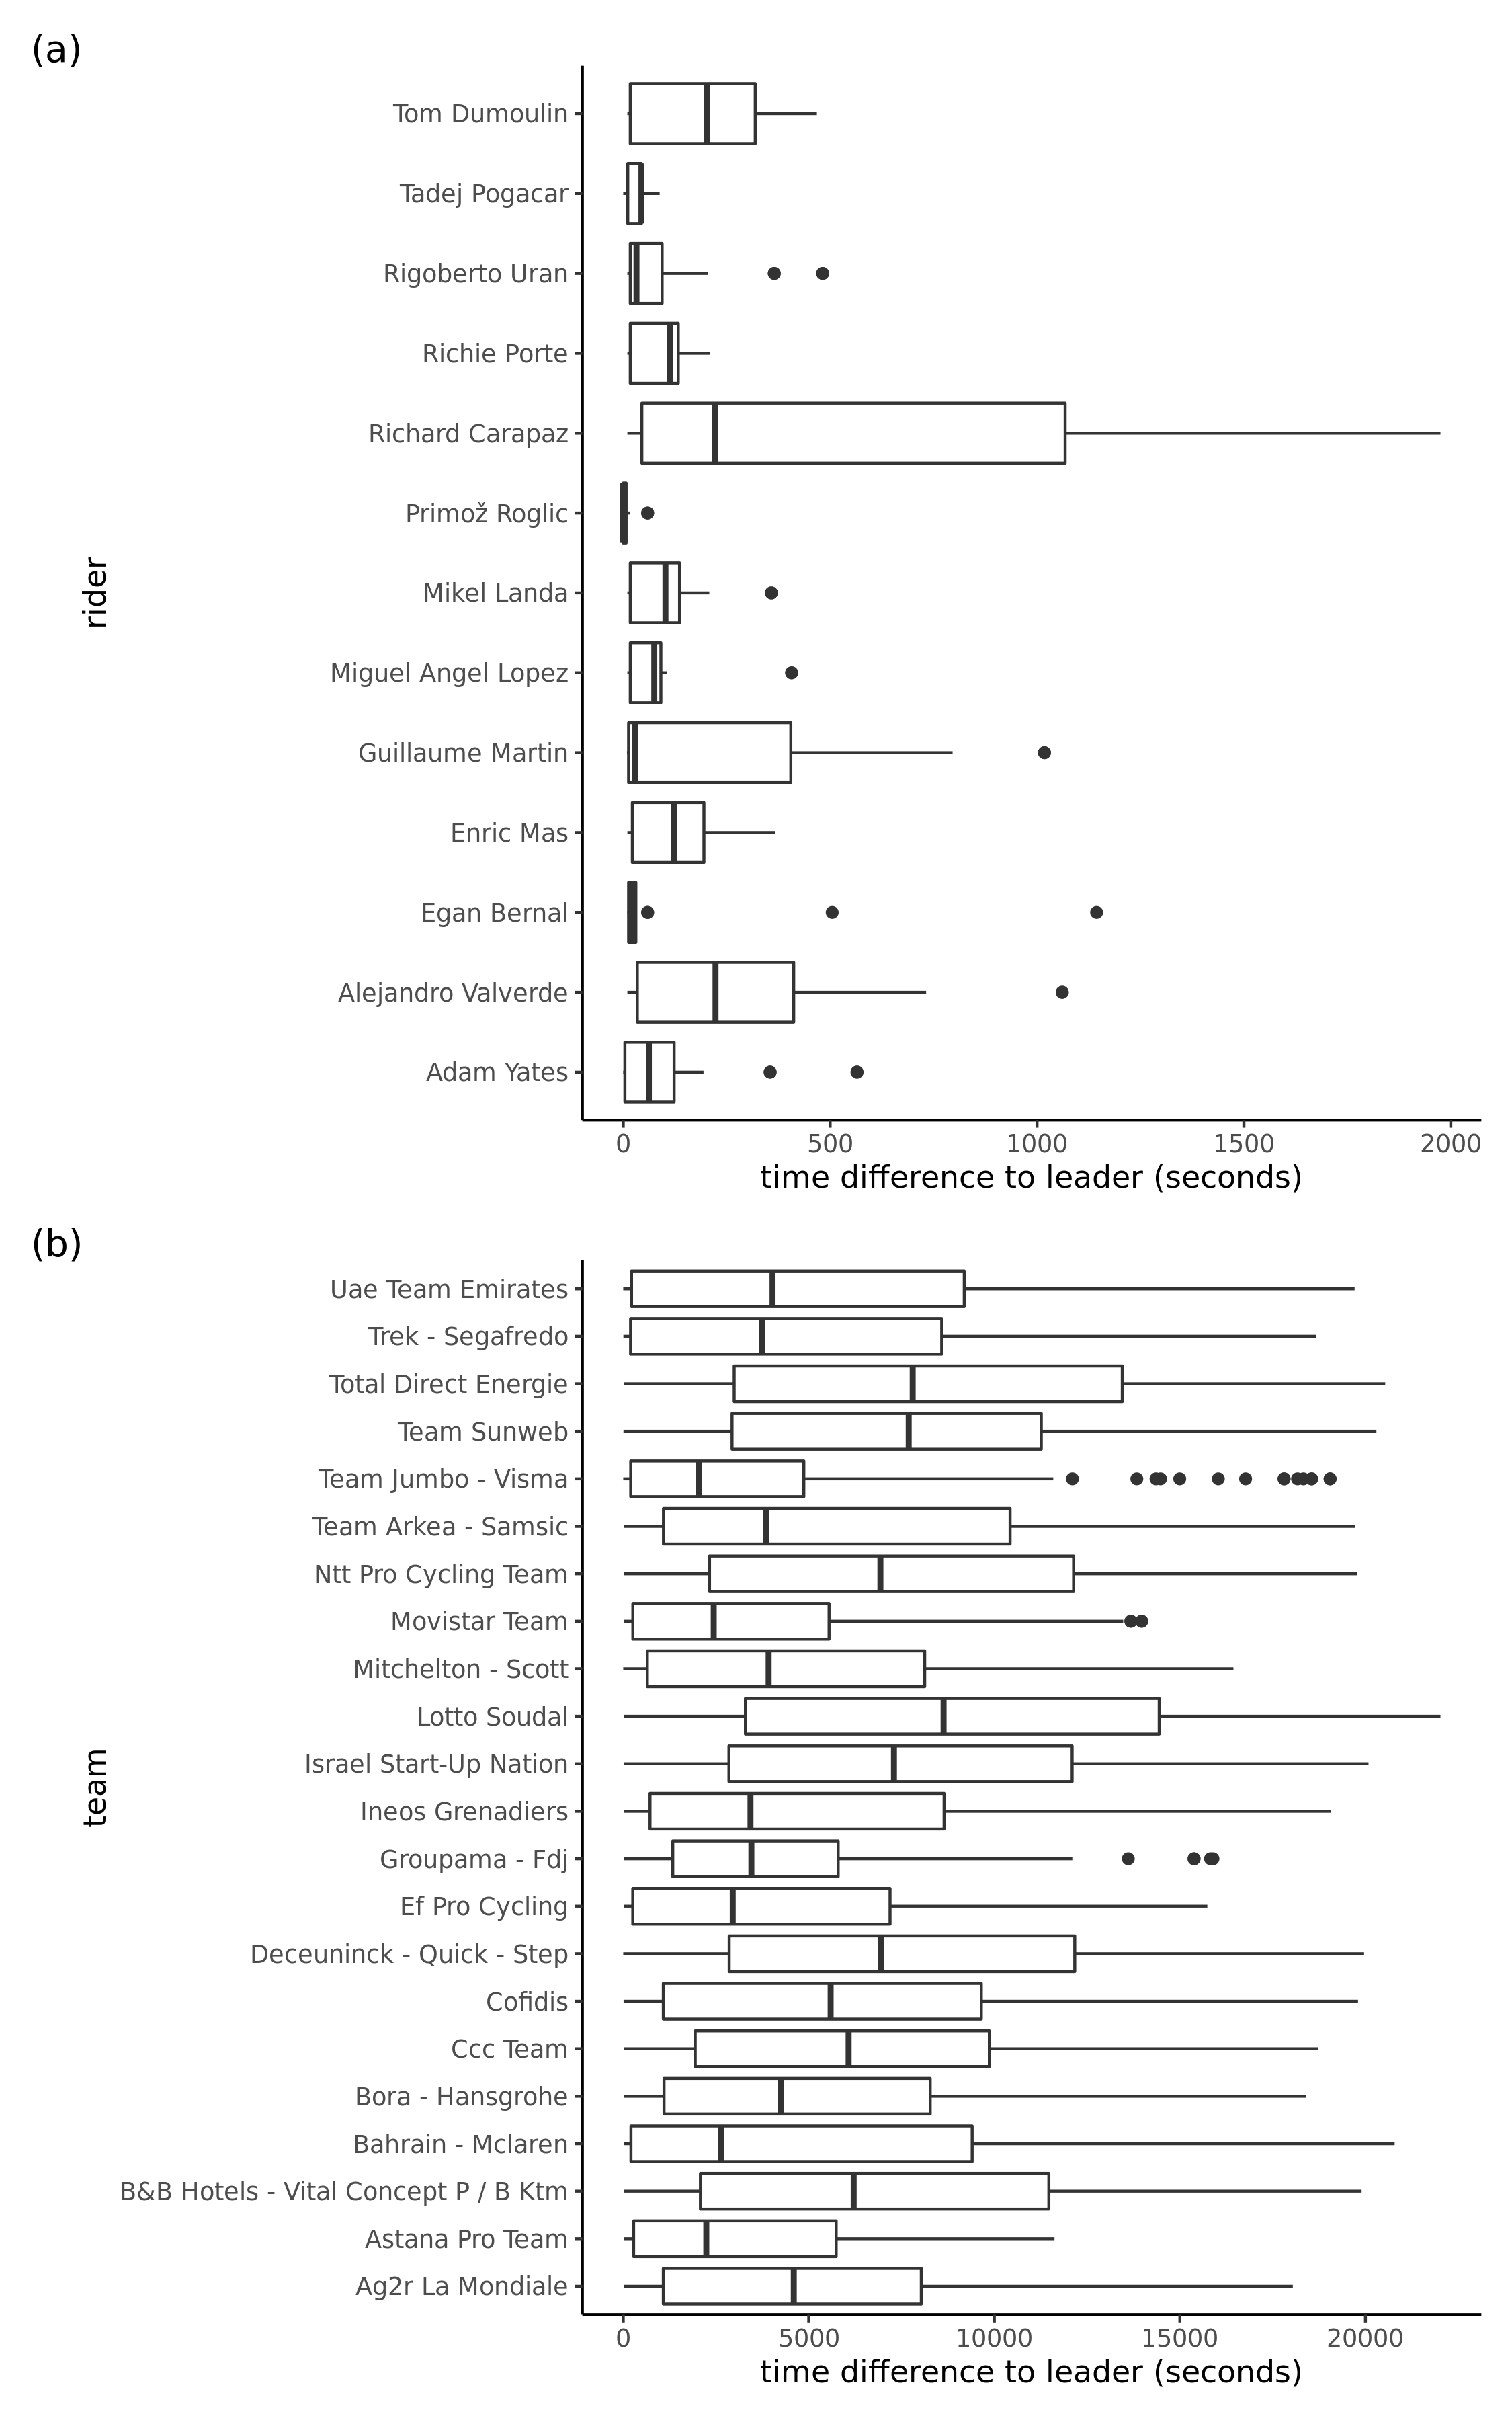 (a)
Tom Dumoulin
Tadej Pogacar
Rigoberto Uran
Richie Porte
Richard Carapaz
Primož Roglic
rider
Mikel Landa
Miguel Angel Lopez
Guillaume Martin
Enric Mas
Egan Bernal
Alejandro Valverde
Adam Yates
0 500 1000 1500 2000
time difference to leader (seconds)
(b)
Uae Team Emirates
Trek - Segafredo
Total Direct Energie
Team Sunweb
Team Jumbo - Visma
Team Arkea - Samsic
Ntt Pro Cycling Team
Movistar Team
Mitchelton - Scott
Lotto Soudal
Israel Start-Up Nation
team
Ineos Grenadiers
Groupama - Fdj
Ef Pro Cycling
Deceuninck - Quick - Step
Cofidis
Ccc Team
Bora - Hansgrohe
Bahrain - Mclaren
B&B Hotels - Vital Concept P / B Ktm
Astana Pro Team
Ag2r La Mondiale
0 5000 10000 15000 20000
time difference to leader (seconds)